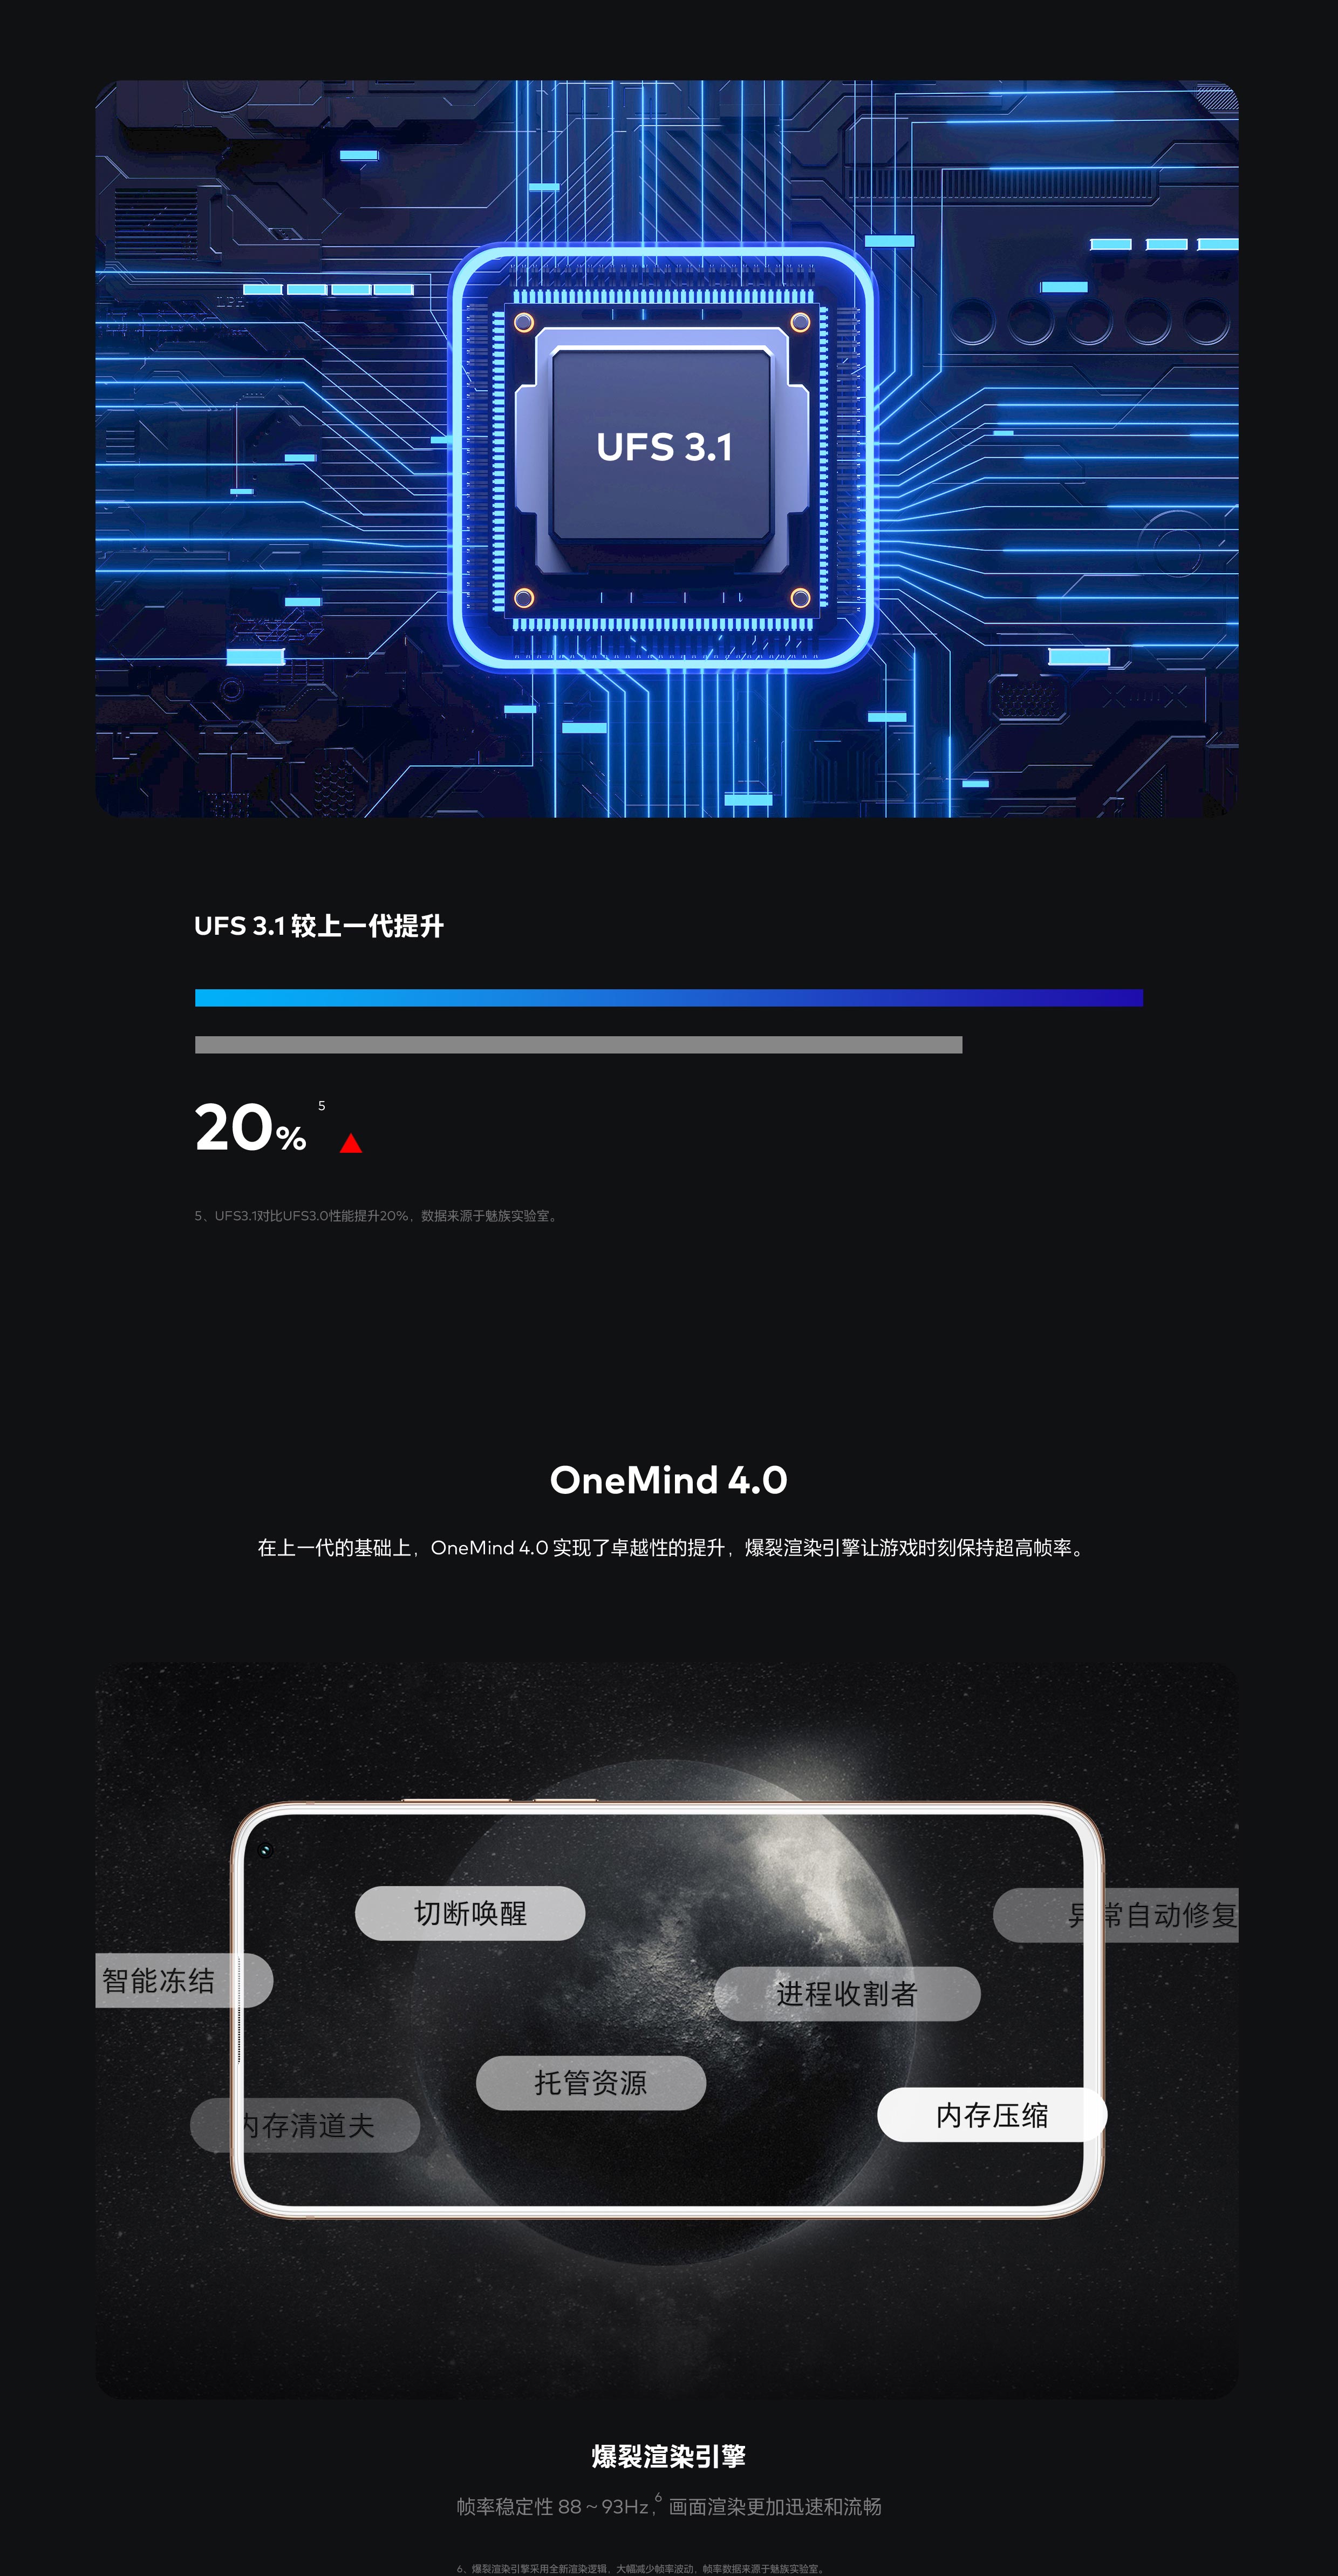 UFS 3.1
UFS 3.1 较上一代提升
20% 5
5、UFS3.1对比UFS3.0性能提升20%，数据来源于魅族实验室。
OneMind 4.0
在上一代的基础上，OneMind 4.0 实现了卓越性的提升，爆裂渲染引擎让游戏时刻保持超高帧率。
切断唤醒
异常自动修复
智能冻结
进程收割者
托管资源
内存清道夫
内存压缩
爆裂渲染引擎
帧率稳定性 88~93Hz，6 画面渲染更加迅速和流畅
6、爆裂渲染引擎采用全新渲染逻辑，大幅减少帧率波动，帧率数据来源于魅族实验室。